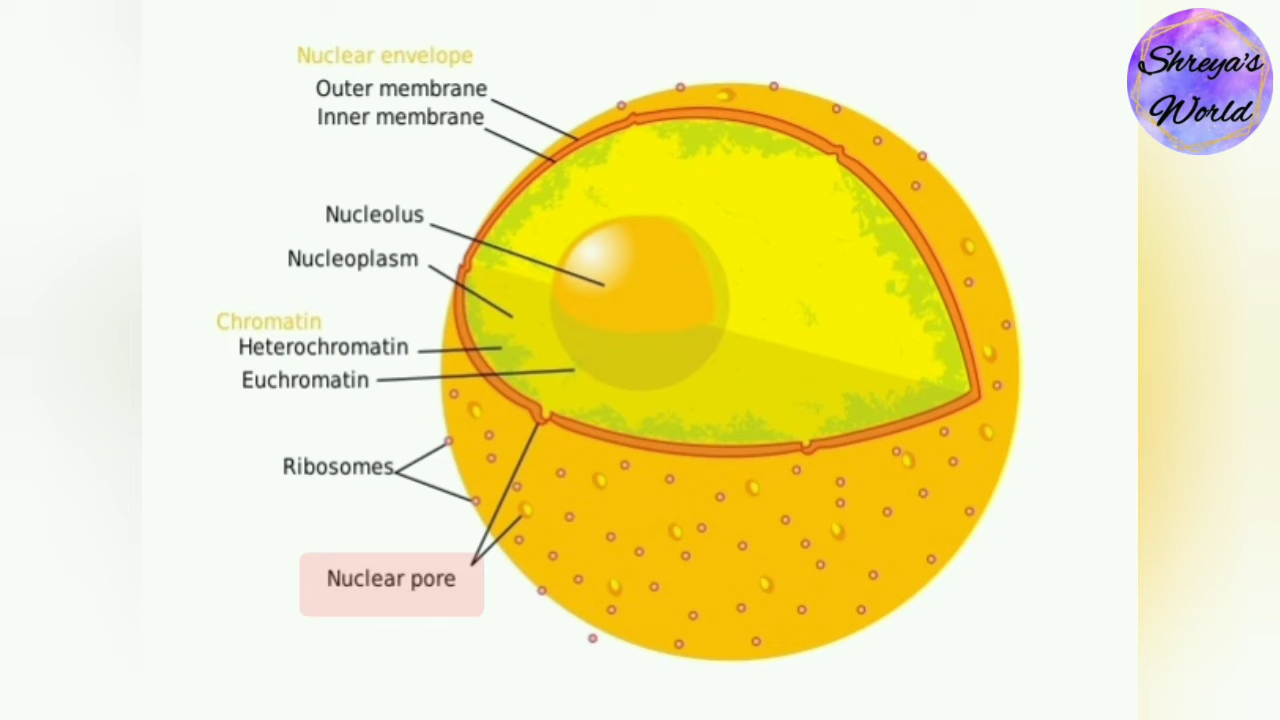 Nuclear envelope
Outer membrane
Inner membrane
Nucleolus
Nucleoplasm
Chromatin
Heterochromatin
Euchromatin
Ribosomes
Nuclear pore
Shreya's
World